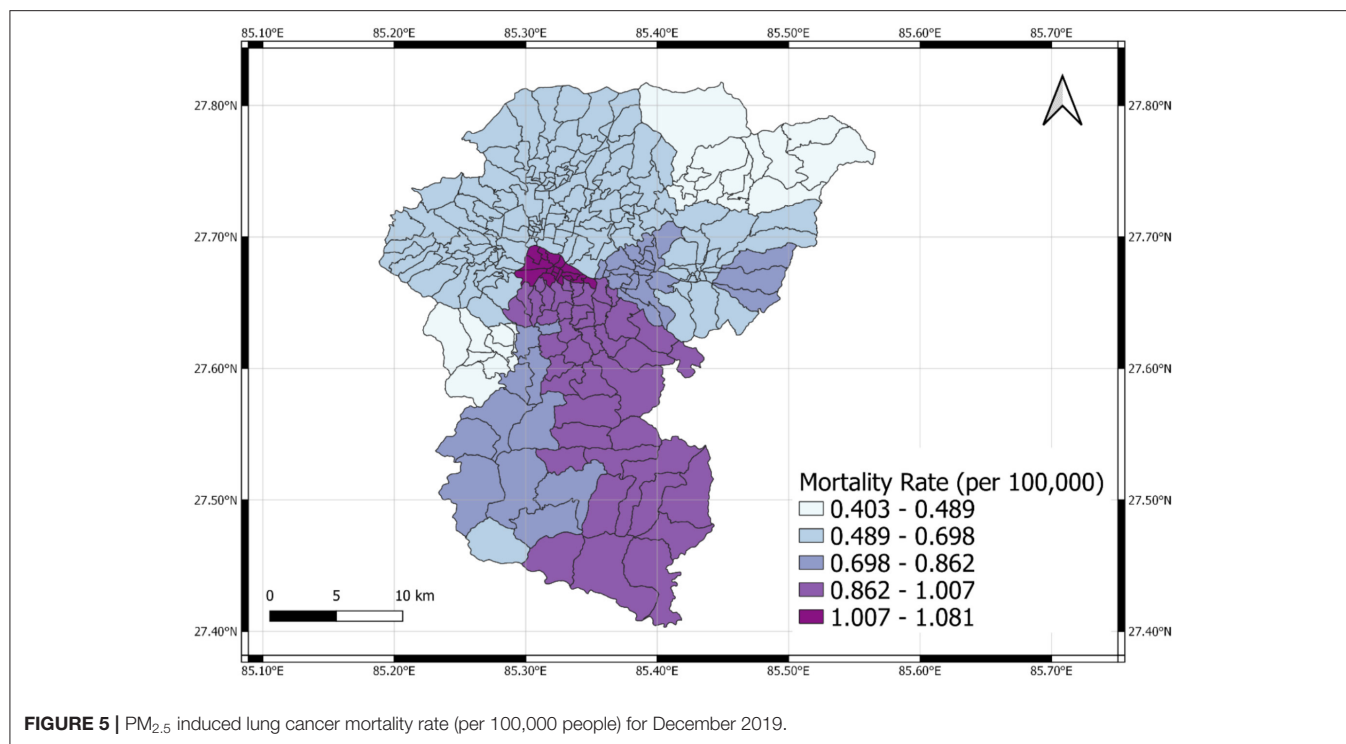 85.10°E 85.20°E 85.30°E 85.40°E 85.50°E 85.60°E 85.70°E
27.80°N 27.80°N
27.70°N 27.70°N
27.60°N 27.60°N
27.50°N 27.50°N
27.40°N 27.40°N
Mortality Rate (per 100,000)
0.403 - 0.489
0.489 - 0.698
0.698 - 0.862
0.862 - 1.007
1.007 - 1.081
0 5 10 km
85.10°E 85.20°E 85.30°E 85.40°E 85.50°E 85.60°E 85.70°E
FIGURE 5 | PM2.5 induced lung cancer mortality rate (per 100,000 people) for December 2019.